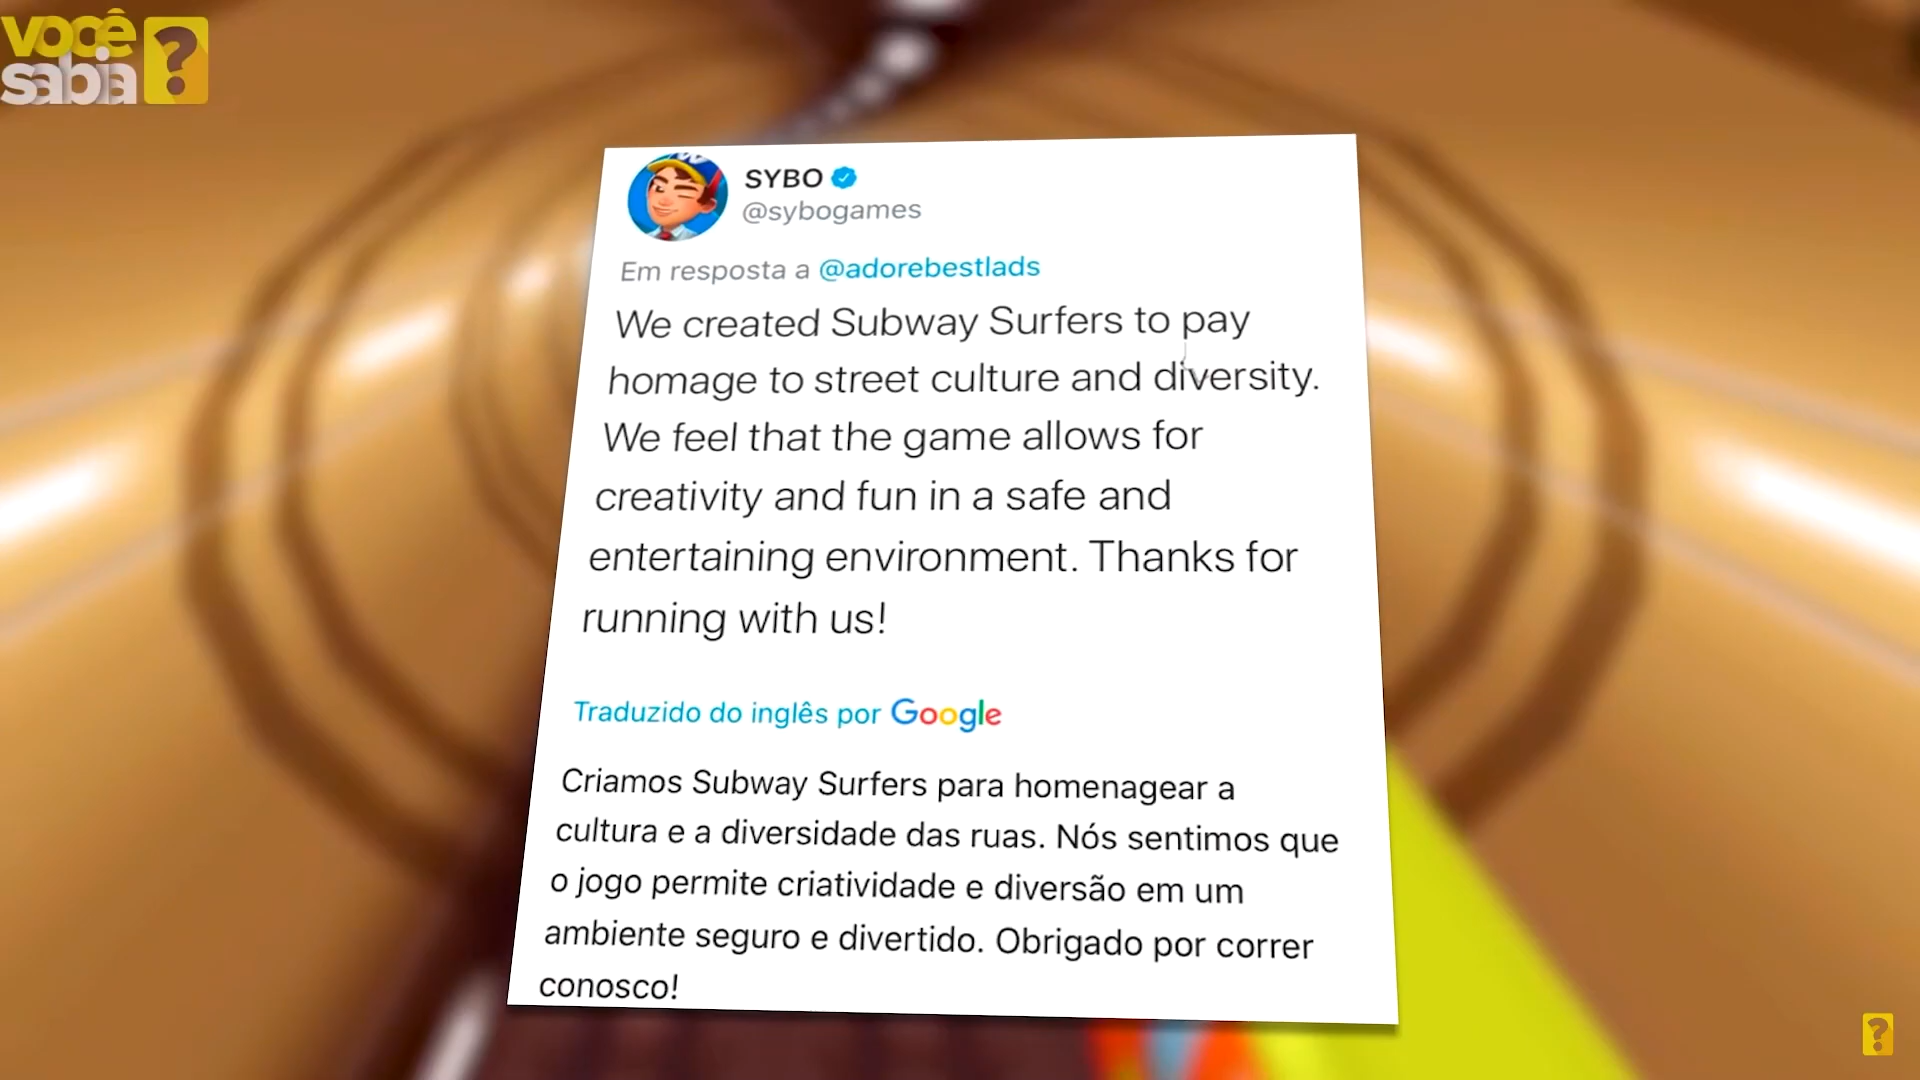 você
sabia ?
SYBO
@sybogames
Em resposta a @adorebestlads
We created Subway Surfers to pay
homage to street culture and diversity.
We feel that the game allows for
creativity and fun in a safe and
entertaining environment. Thanks for
running with us!
Traduzido do inglês por Google
Criamos Subway Surfers para homenagear a
cultura e a diversidade das ruas. Nós sentimos que
o jogo permite criatividade e diversão em um
ambiente seguro e divertido. Obrigado por correr
conosco!
?